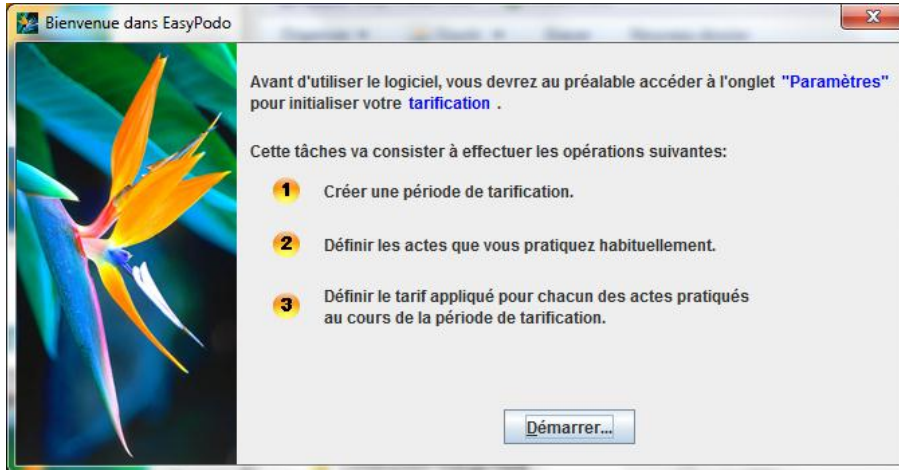 Bienvenue dans EasyPodo
Avant d'utiliser le logiciel, vous devrez au préalable accéder à l'onglet "Paramètres"
pour initialiser votre tarification .
Cette tâches va consister à effectuer les opérations suivantes:
1 Créer une période de tarification.
2 Définir les actes que vous pratiquez habituellement.
3 Définir le tarif appliqué pour chacun des actes pratiqués
au cours de la période de tarification.
Démarrer...